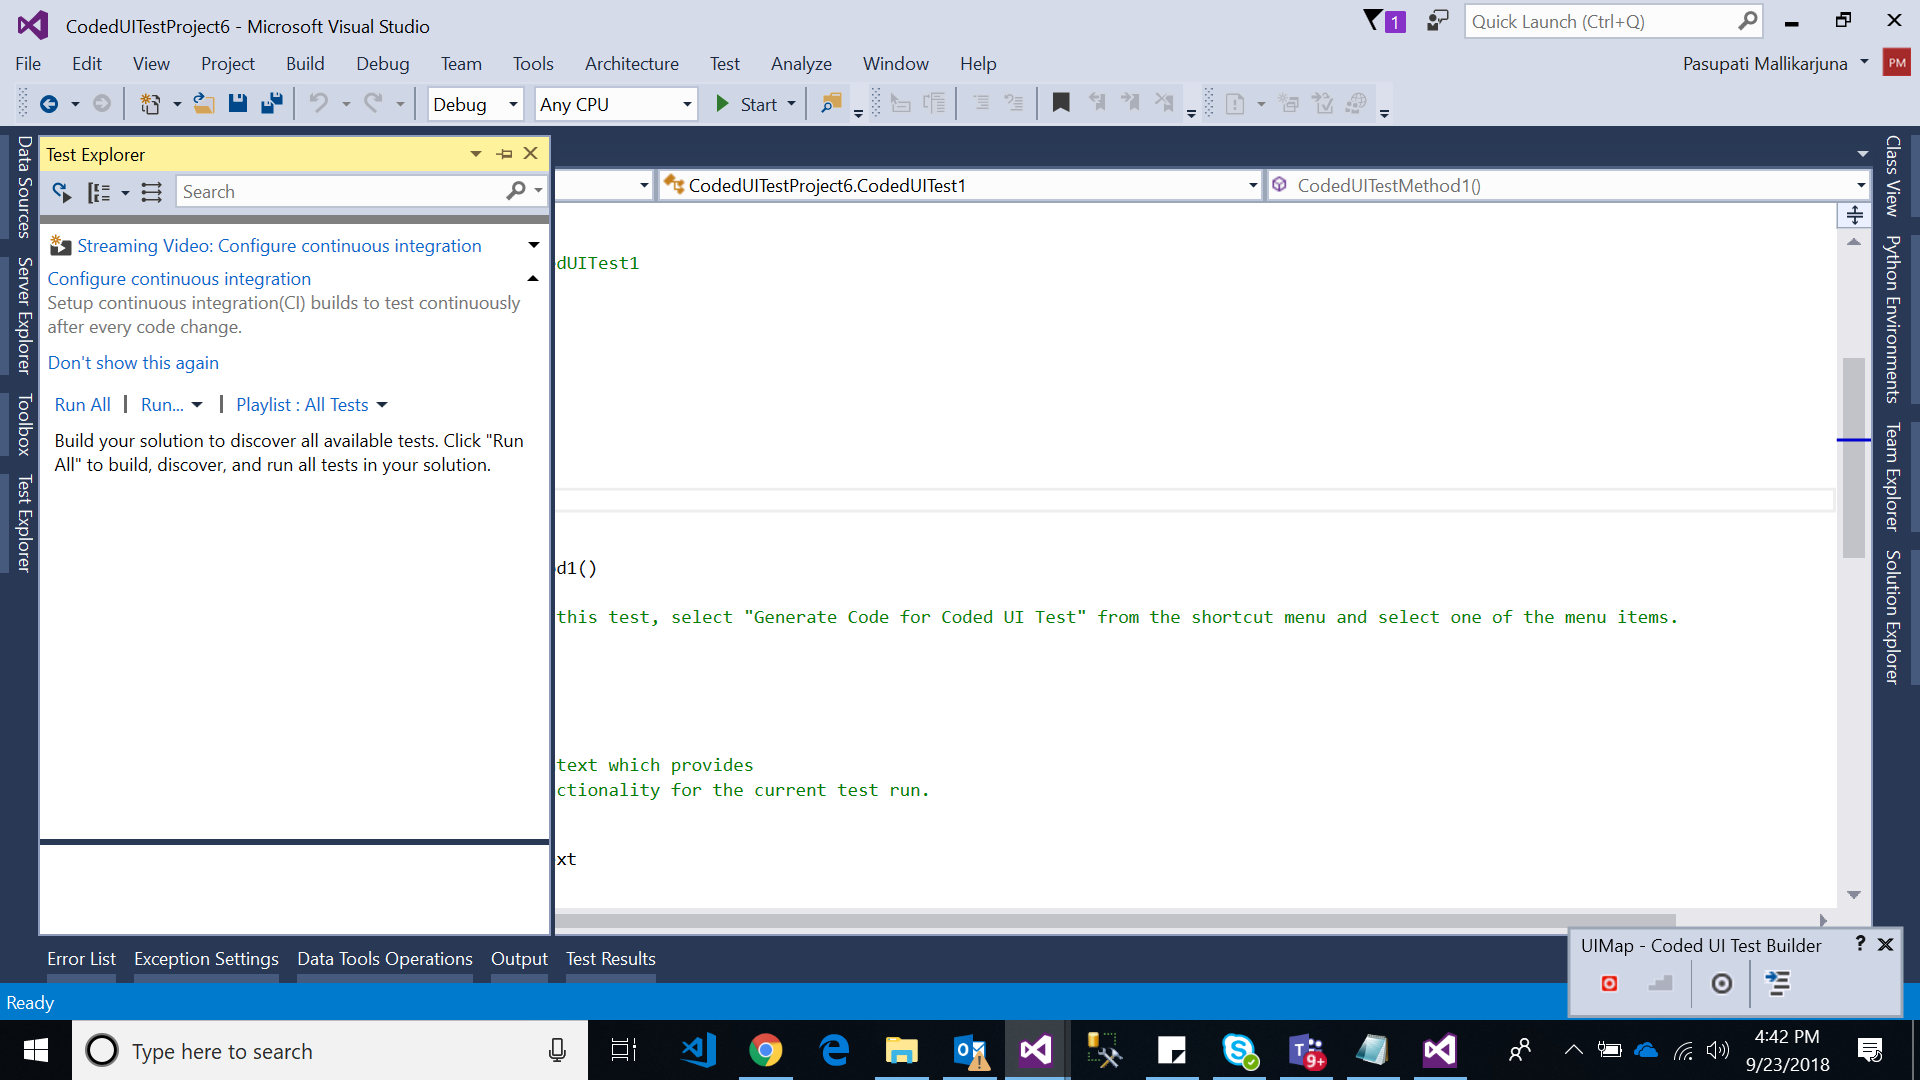 CodedUITestProject6 - Microsoft Visual Studio
1
Quick Launch (Ctrl+Q)
File Edit View Project Build Debug Team Tools Architecture Test Analyze Window Help
Pasupati Mallikarjuna
PM
Debug
Any CPU
Start
Data Sources
Server Explorer
Toolbox
Test Explorer
Test Explorer
Search
Streaming Video: Configure continuous integration
Configure continuous integration
Setup continuous integration(CI) builds to test continuously
after every code change.
Don't show this again
Run All | Run... | Playlist : All Tests
Build your solution to discover all available tests. Click "Run
All" to build, discover, and run all tests in your solution.
CodedUITestProject6.CodedUITest1
CodedUITestMethod1()
dUITest1
d1()
this test, select "Generate Code for Coded UI Test" from the shortcut menu and select one of the menu items.
text which provides
ctionality for the current test run.
xt
Class View
Python Environments
Team Explorer
Solution Explorer
Error List Exception Settings Data Tools Operations Output Test Results
UIMap - Coded UI Test Builder
?
Ready
Type here to search
9+
4:42 PM
9/23/2018